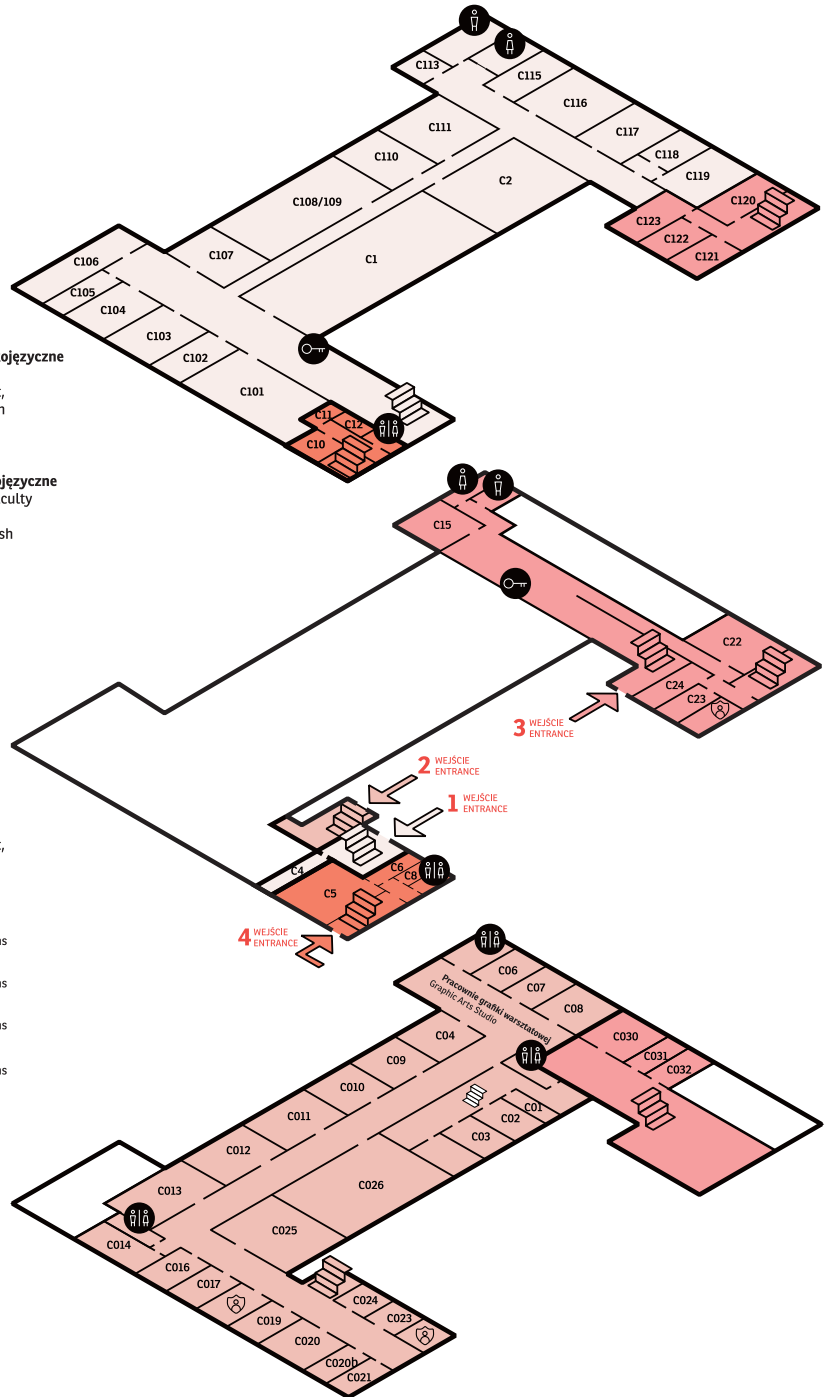 C113
C115
C116
C111
C117
C110
C118
C119
C2
C108/109
C120
C123
C122
C121
C107
C1
C106
C105
C104
C103
C102
C101
ojęzyczne
C11
C12
C10
ojęzyczne
culty
sh
C15
C22
C24
C23
3 WEJŚCIE
ENTRANCE
2 WEJŚCIE
ENTRANCE
1 WEJŚCIE
ENTRANCE
C4
C6
C8
C5
4 WEJŚCIE
ENTRANCE
C06
C07
C08
Pracownie grafiki warsztatowej
Graphic Arts Studio
C04
C030
C031
C032
C09
C010
C011
C01
C02
C03
C012
C026
C013
C025
C014
C016
C017
C024
C023
C019
C020
C020b
C021